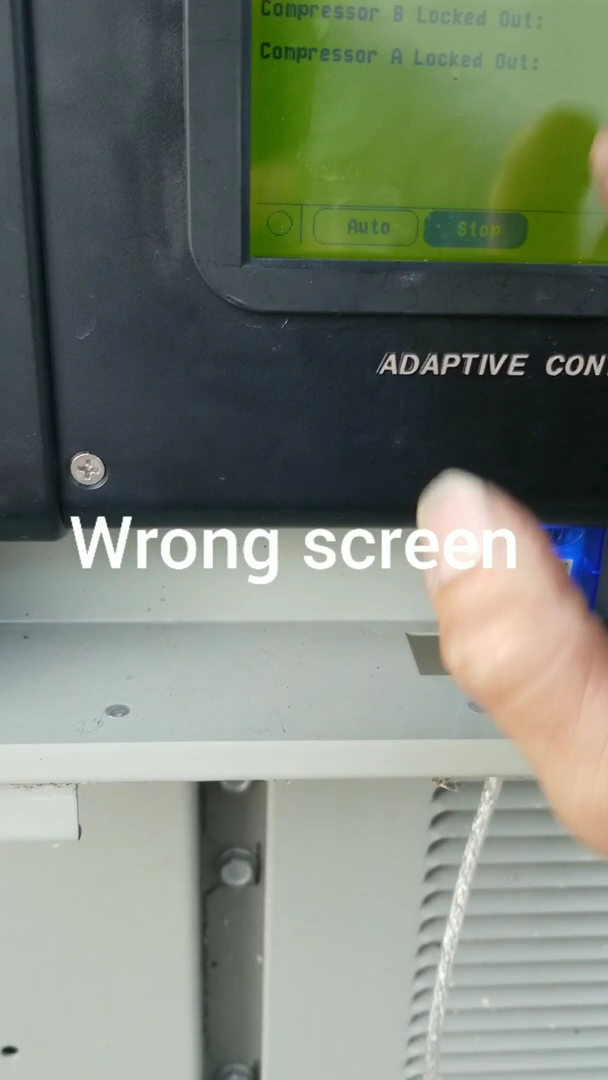 Compressor B Locked Out:
Compressor A Locked Out:
Auto Stop
ADAPTIVE CON
Wrong screen